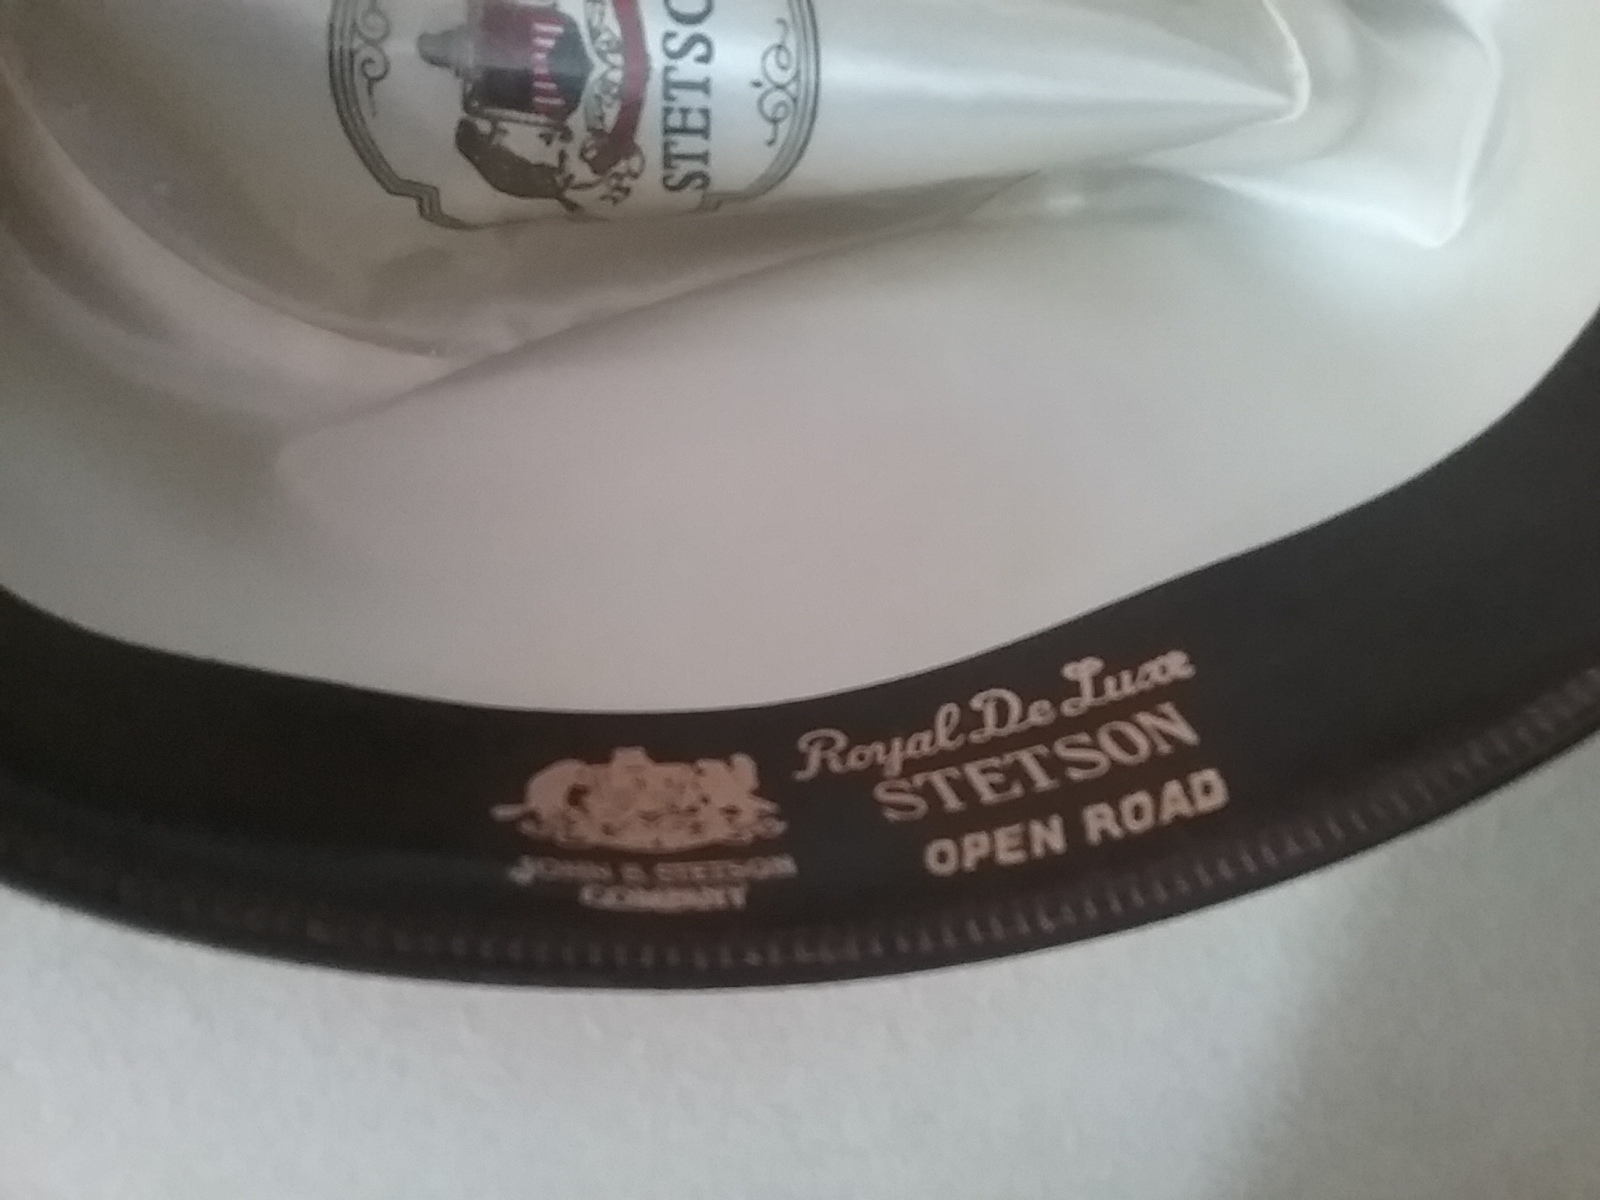 STETSO
Royal De Luxe
STETSON
OPEN ROAD
JOHN B. STETSON
COMPANY